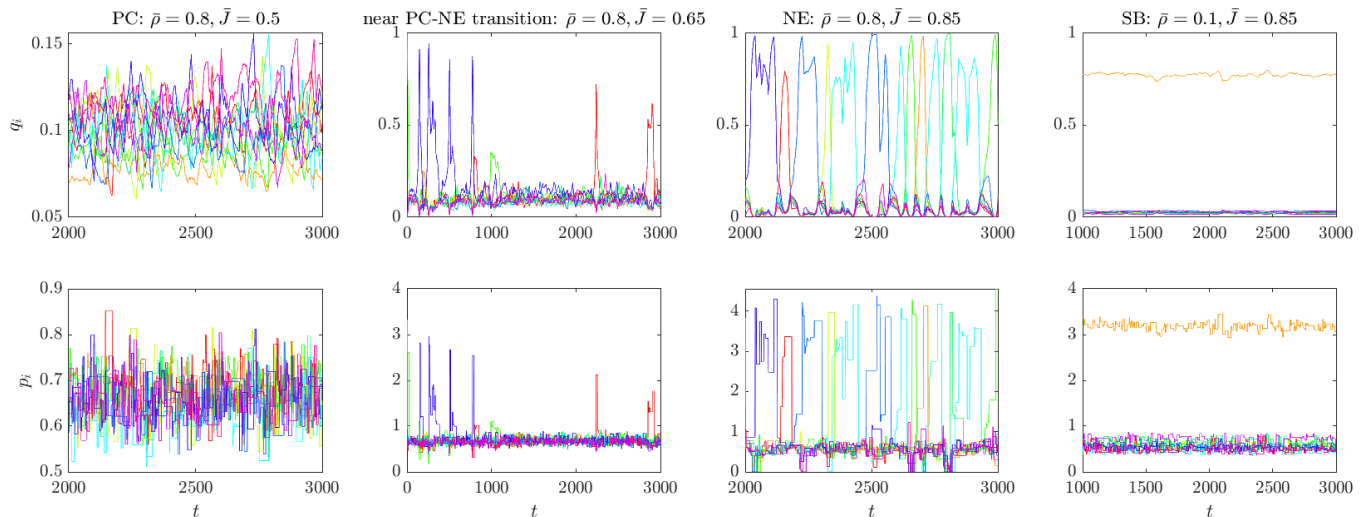 PC: ρ̄ = 0.8, J̄ = 0.5
near PC-NE transition: ρ̄ = 0.8, J̄ = 0.65
NE: ρ̄ = 0.8, J̄ = 0.85
SB: ρ̄ = 0.1, J̄ = 0.85
q_i
0.15
0.1
0.05
2000 2500 3000
1
0.5
0
0 1000 2000 3000
1
0.5
0
2000 2500 3000
1
0.5
0
1000 1500 2000 2500 3000
p_i
0.9
0.8
0.7
0.6
0.5
2000 2500 3000
t
4
3
2
1
0
0 1000 2000 3000
t
4
3
2
1
0
2000 2500 3000
t
4
3
2
1
0
1000 1500 2000 2500 3000
t